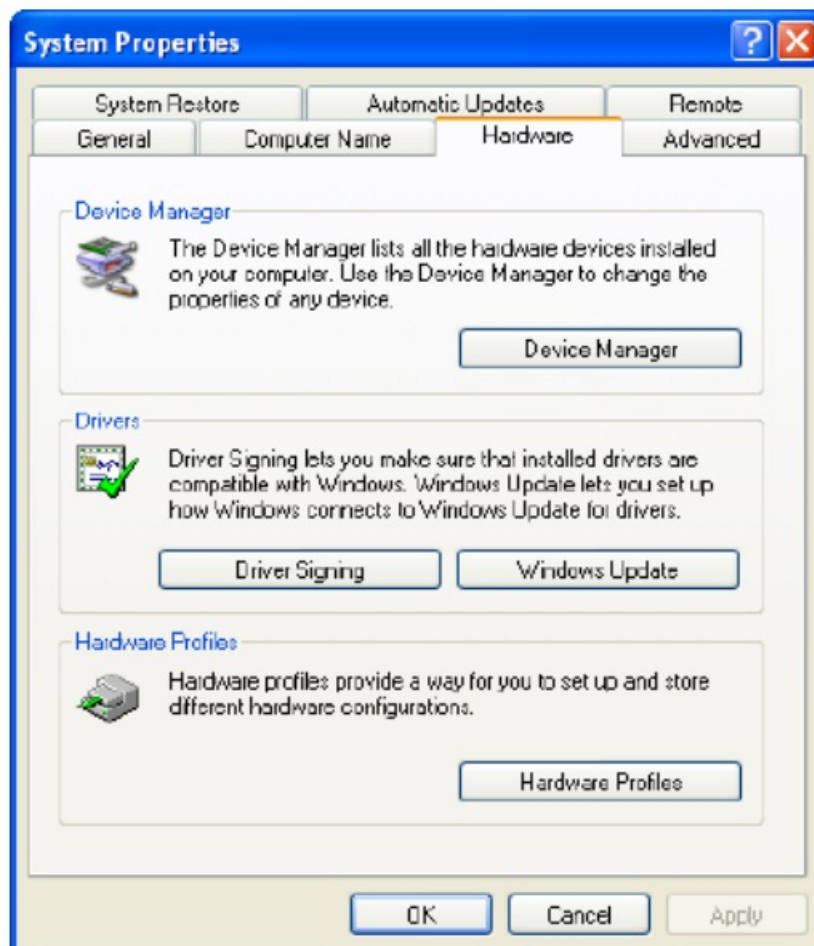 System Properties
System Restore Automatic Updates Remote
General Computer Name Hardware Advanced
Device Manager
The Device Manager lists all the hardware devices installed
on your computer. Use the Device Manager to change the
properties of any device.
Device Manager
Drivers
Driver Signing lets you make sure that installed drivers are
compatible with Windows. Windows Update lets you set up
how Windows connects to Windows Update for drivers.
Driver Signing Windows Update
Hardware Profiles
Hardware profiles provide a way for you to set up and store
different hardware configurations.
Hardware Profiles
OK Cancel Apply